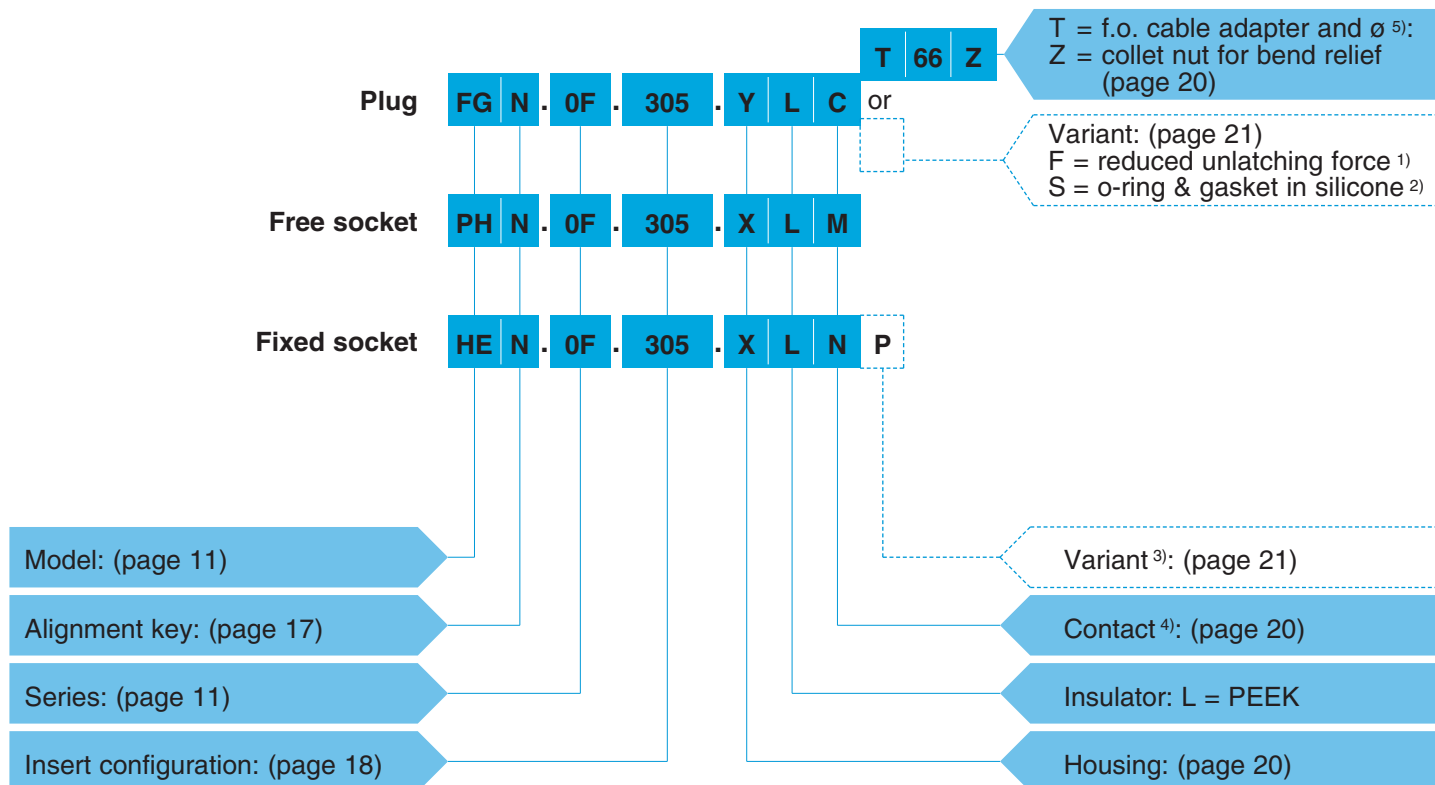 T 66 Z
T = f.o. cable adapter and ø 5):
Z = collet nut for bend relief
(page 20)
Plug FG N . 0F . 305 . Y L C or
Variant: (page 21)
F = reduced unlatching force 1)
S = o-ring & gasket in silicone 2)
Free socket PH N . 0F . 305 . X L M
Fixed socket HE N . 0F . 305 . X L N P
Model: (page 11)
Variant 3): (page 21)
Alignment key: (page 17)
Contact 4): (page 20)
Series: (page 11)
Insulator: L = PEEK
Insert configuration: (page 18)
Housing: (page 20)